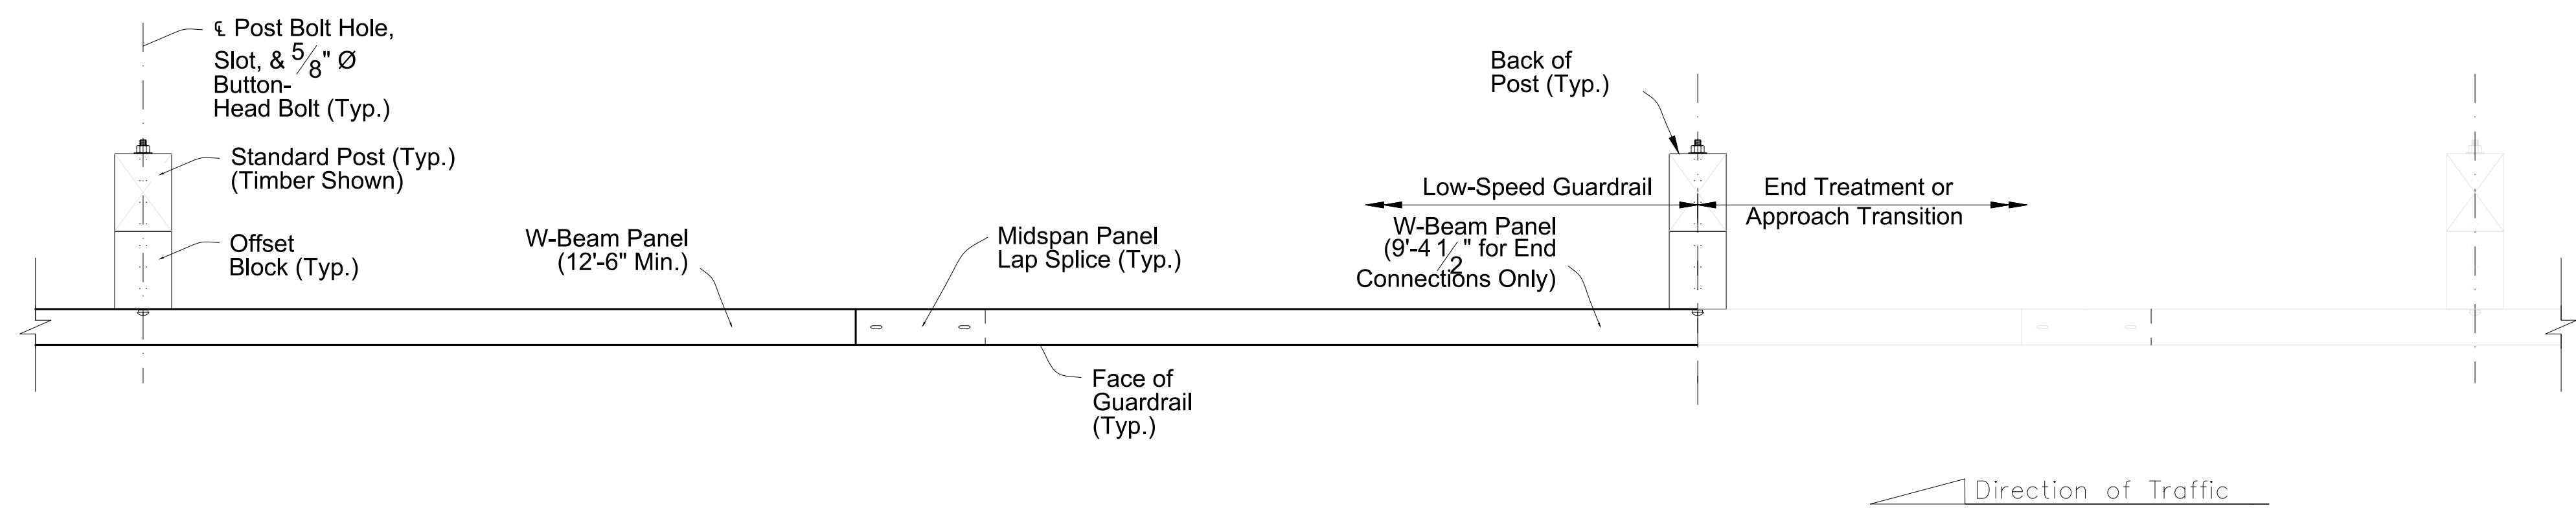 ℄ Post Bolt Hole,
Slot, & 5/8" Ø
Button-
Head Bolt (Typ.)
Standard Post (Typ.)
(Timber Shown)
Offset
Block (Typ.)
W-Beam Panel
(12'-6" Min.)
Midspan Panel
Lap Splice (Typ.)
Face of
Guardrail
(Typ.)
Back of
Post (Typ.)
Low-Speed Guardrail
End Treatment or
Approach Transition
W-Beam Panel
(9'-4 1/2" for End
Connections Only)
Direction of Traffic